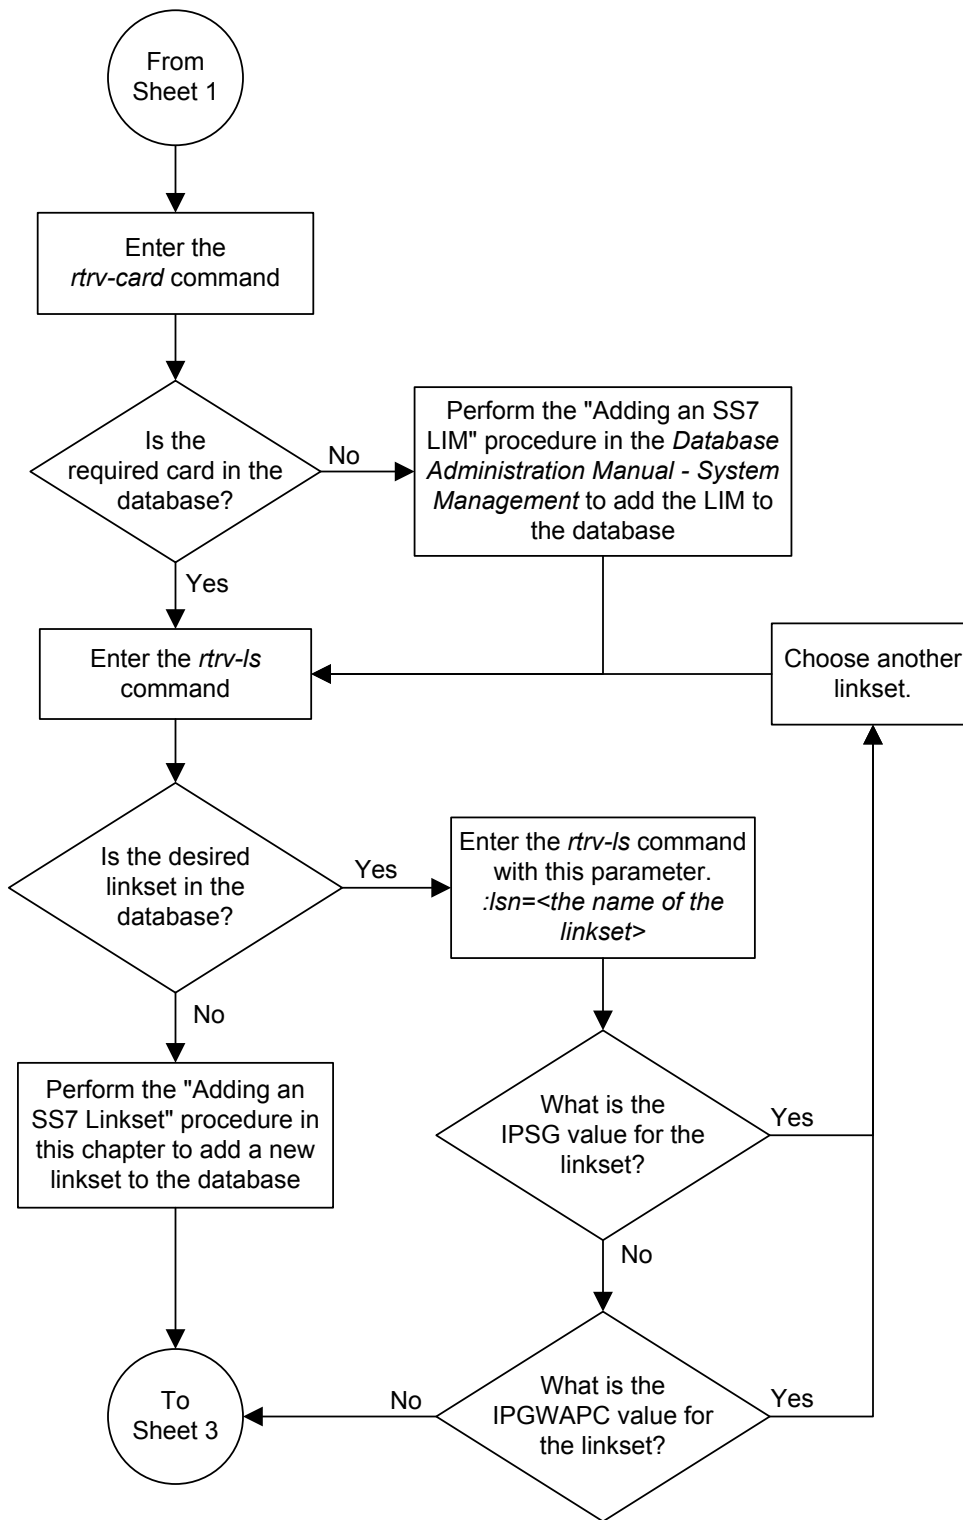 From
Sheet 1
Enter the
rtrv-card command
Is the
required card in the
database?
No
Perform the "Adding an SS7
LIM" procedure in the Database
Administration Manual - System
Management to add the LIM to
the database
Yes
Enter the rtrv-ls
command
Choose another
linkset.
Is the desired
linkset in the
database?
Yes
Enter the rtrv-ls command
with this parameter.
:lsn=<the name of the
linkset>
No
Perform the "Adding an
SS7 Linkset" procedure in
this chapter to add a new
linkset to the database
What is the
IPSG value for the
linkset?
Yes
No
What is the
IPGWAPC value for
the linkset?
Yes
No
To
Sheet 3